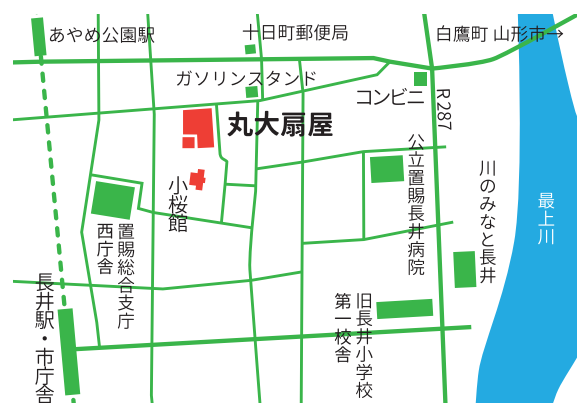 あやめ公園駅
十日町郵便局
白鷹町 山形市→
ガソリンスタンド
コンビニ
R287
丸大扇屋
公立置賜長井病院
川のみなと長井
最上川
小桜館
置賜総合支庁
西庁舎
長井駅・市庁舎
旧長井小学校
第一校舎